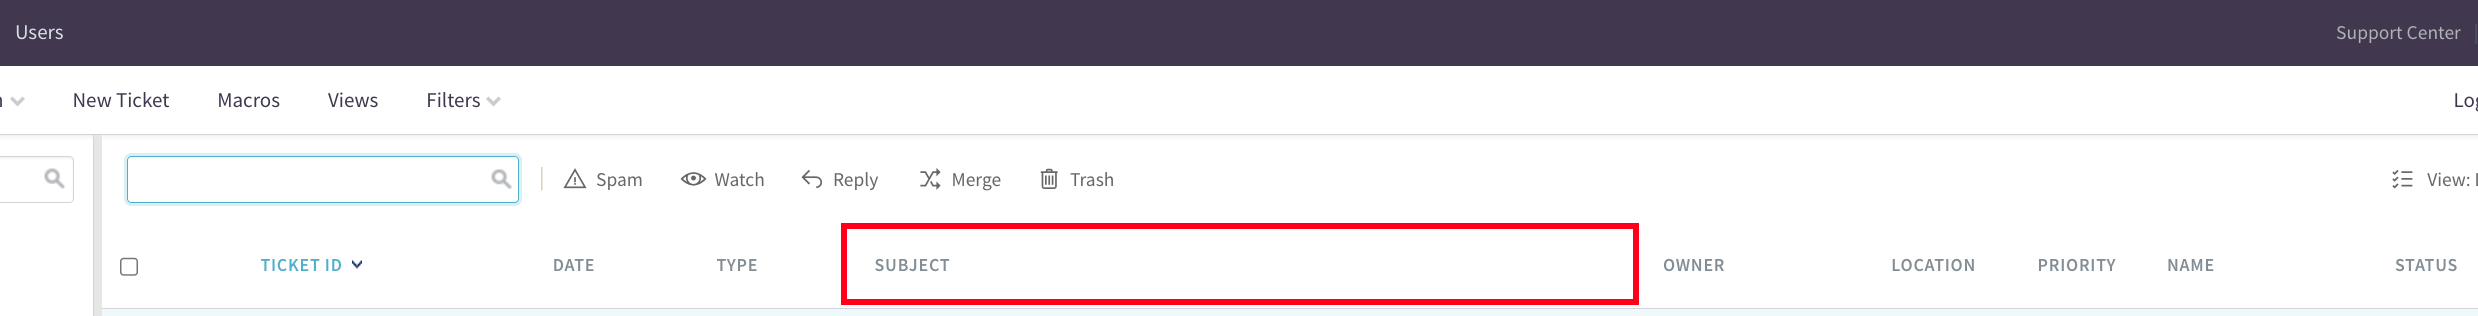 Users Support Center
New Ticket Macros Views Filters
Spam Watch Reply Merge Trash View:
TICKET ID DATE TYPE SUBJECT OWNER LOCATION PRIORITY NAME STATUS